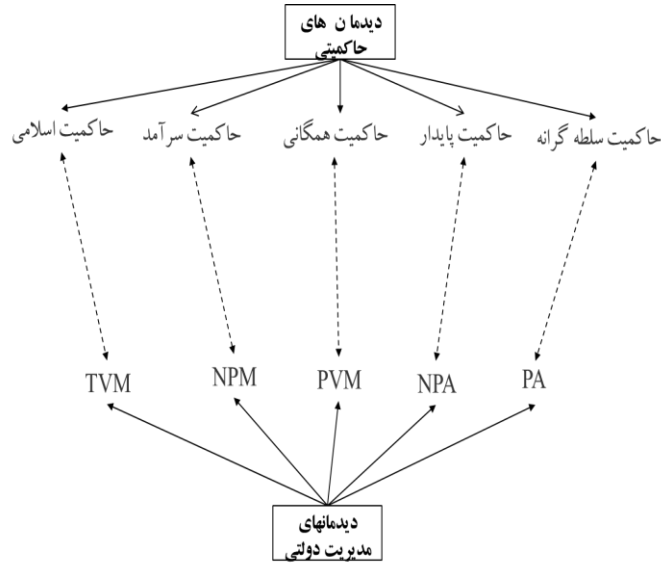 دیدمان های
حاکمیتی
حاکمیت سلطه گرانه
حاکمیت پایدار
حاکمیت همگانی
حاکمیت سرآمد
حاکمیت اسلامی
PA
NPA
PVM
NPM
TVM
دیدمانهای
مدیریت دولتی